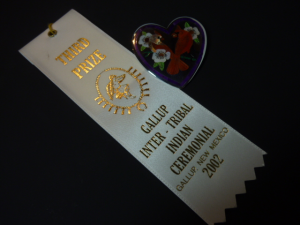 THIRD
PRIZE
GALLUP
INTER - TRIBAL
INDIAN
CEREMONIAL
GALLUP, NEW MEXICO
2002